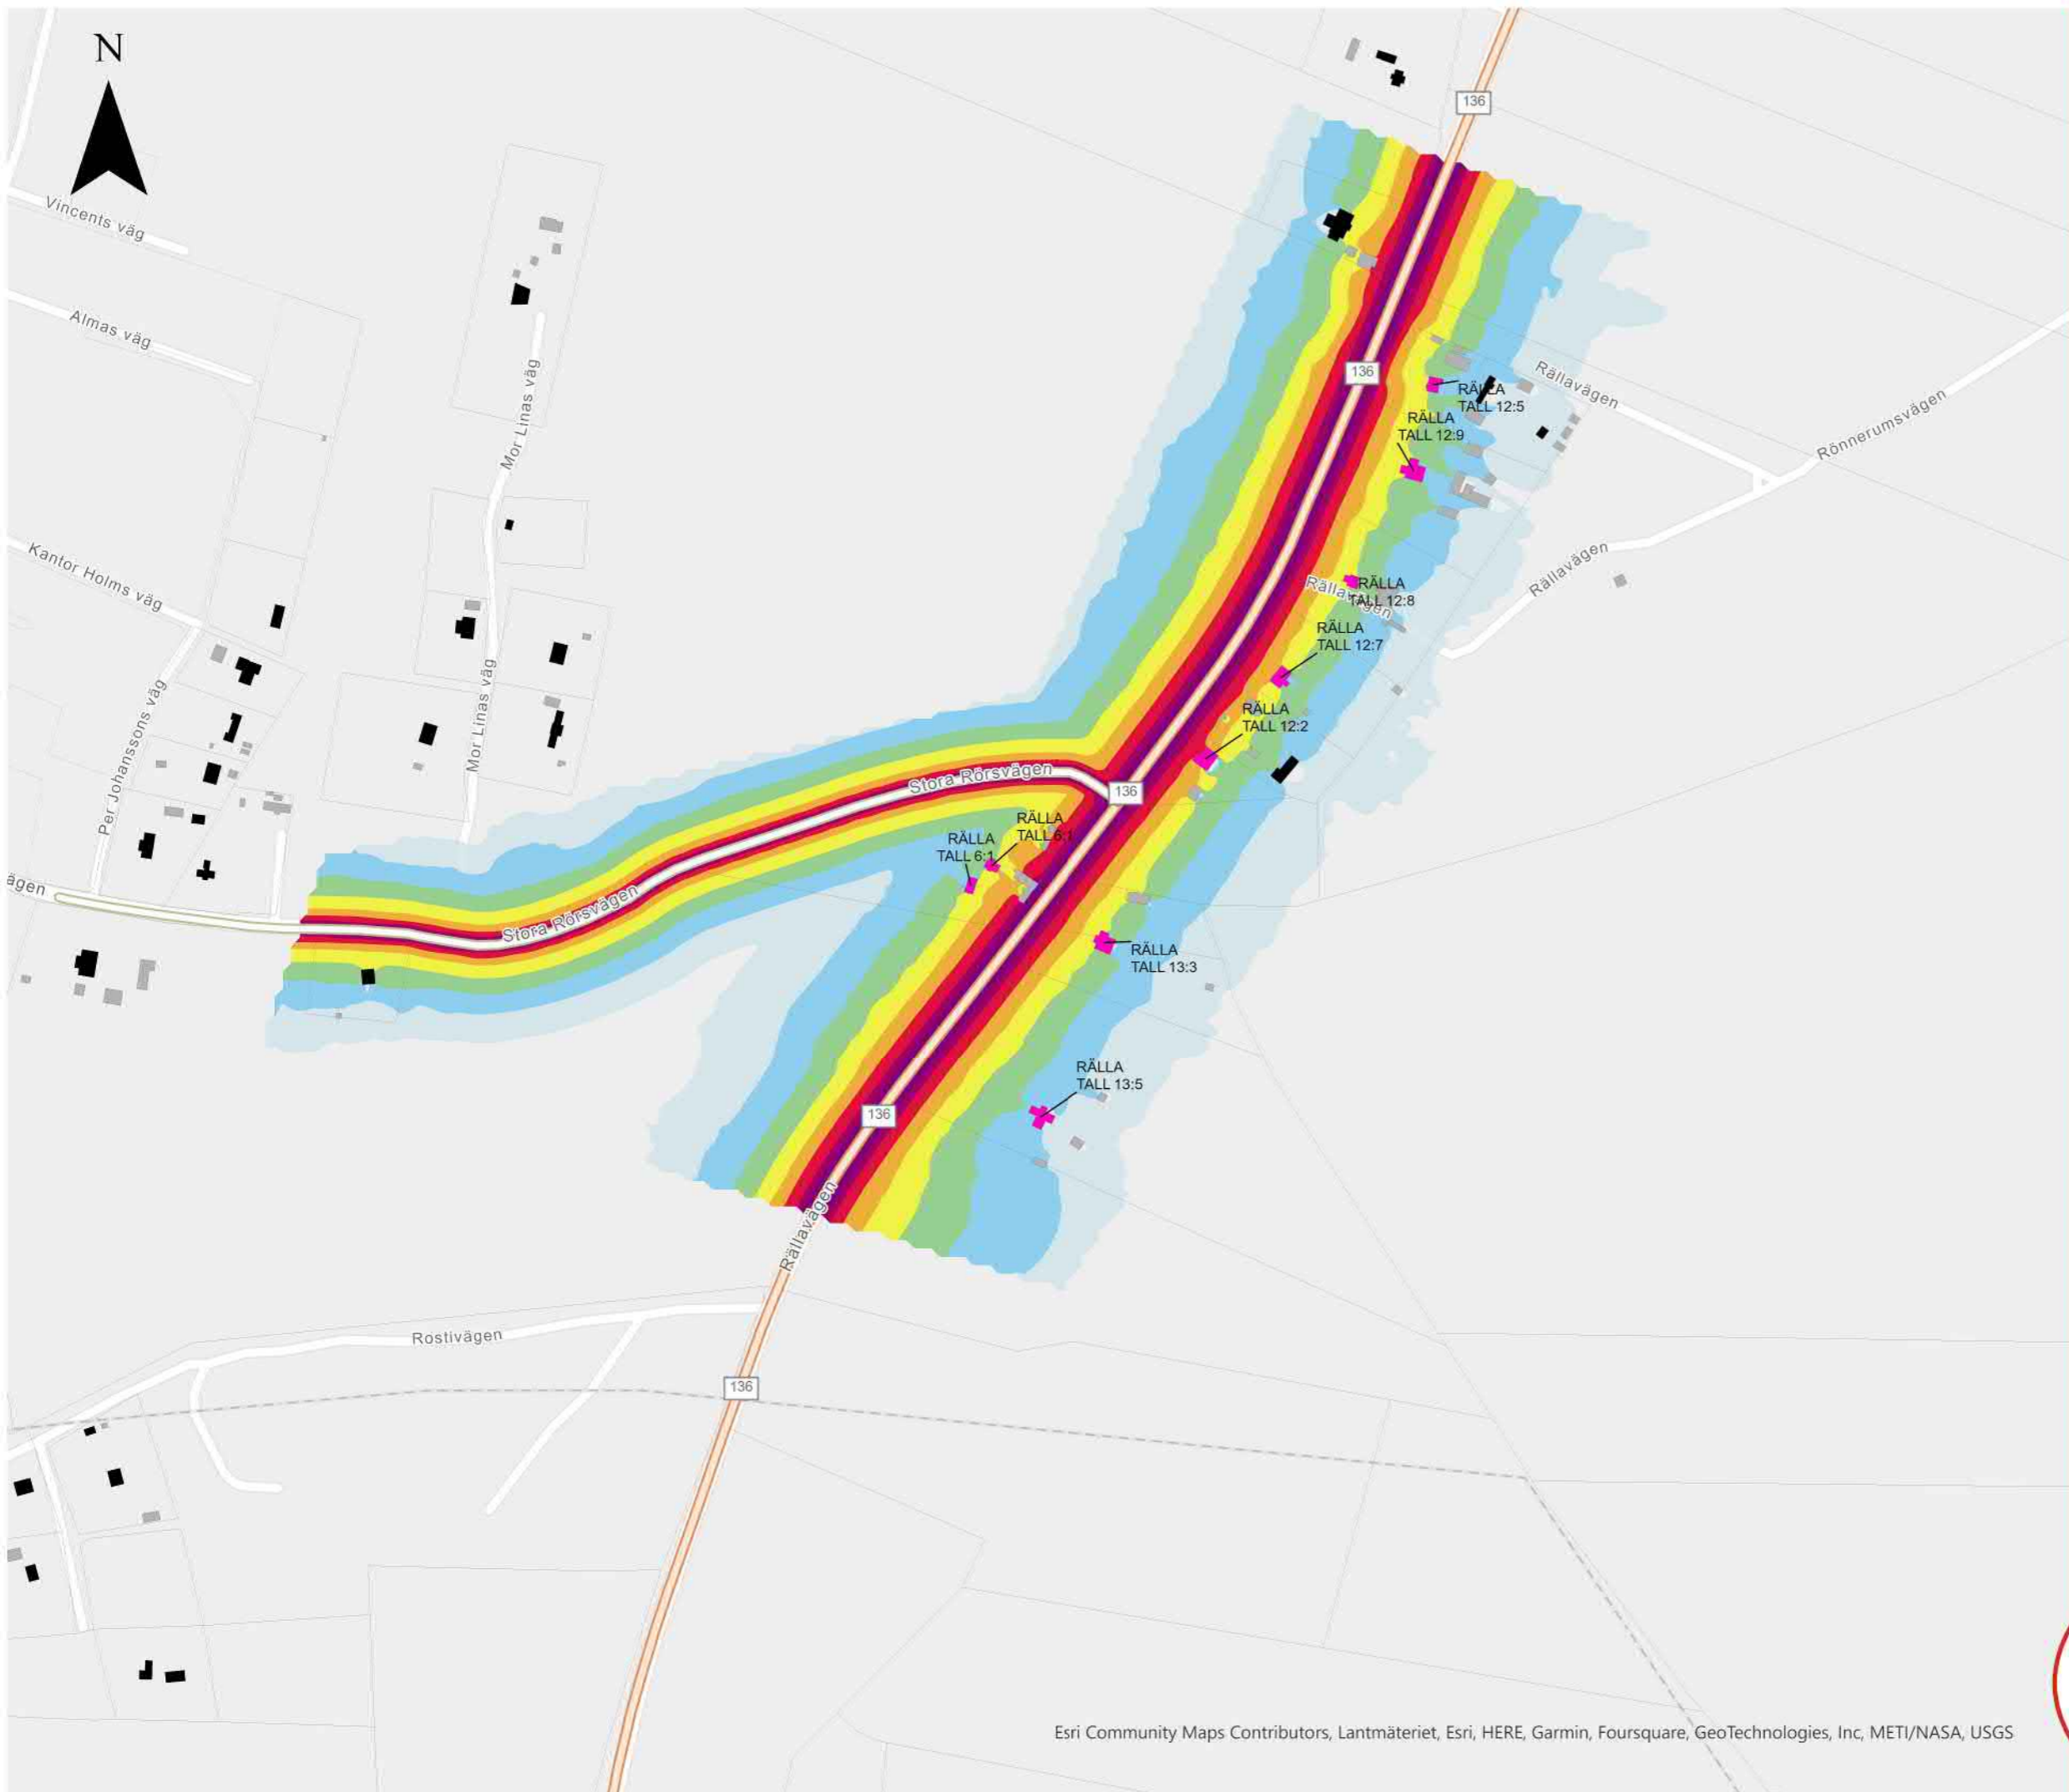 N
136
Vincents väg
Almas väg
Mor Linas väg
136
Rällavägen
RÄLLA
TALL 12:5
Rönnerumsvägen
RÄLLA
TALL 12:9
Kantor Holms väg
Rällavägen
Rällavägen
RÄLLA
TALL 12:8
RÄLLA
TALL 12:7
Mor Linas väg
Per Johanssons väg
RÄLLA
TALL 12:2
Stora Rörsvägen
136
RÄLLA
TALL 6:1
RÄLLA
TALL 6:1
ägen
Stora Rörsvägen
RÄLLA
TALL 13:3
RÄLLA
TALL 13:5
136
Rällavägen
Rostivägen
136
Esri Community Maps Contributors, Lantmäteriet, Esri, HERE, Garmin, Foursquare, GeoTechnologies, Inc, METI/NASA, USGS